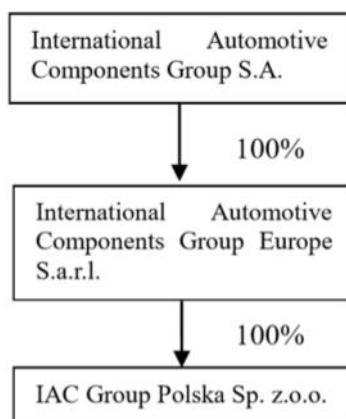 International Automotive
Components Group S.A.
100%
International Automotive
Components Group Europe
S.a.r.l.
100%
IAC Group Polska Sp. z.o.o.